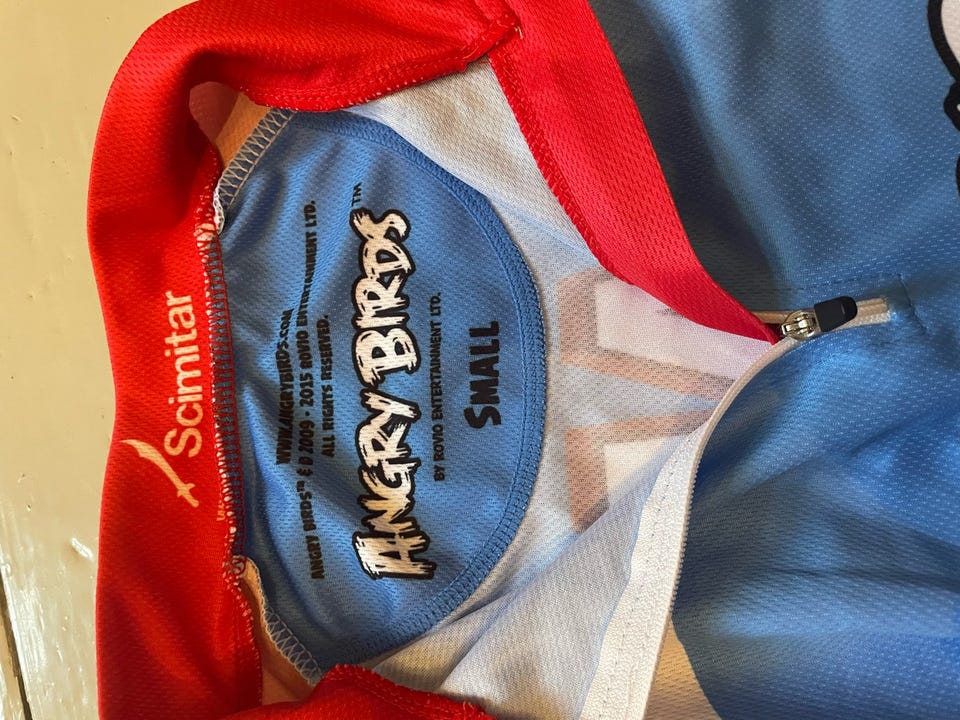 Scimitar
WWW.ANGRYBIRDS.COM
ANGRY BIRDS™ & © 2009 - 2015 ROVIO ENTERTAINMENT LTD.
ALL RIGHTS RESERVED.
ANGRY BIRDS™
BY ROVIO ENTERTAINMENT LTD.
SMALL